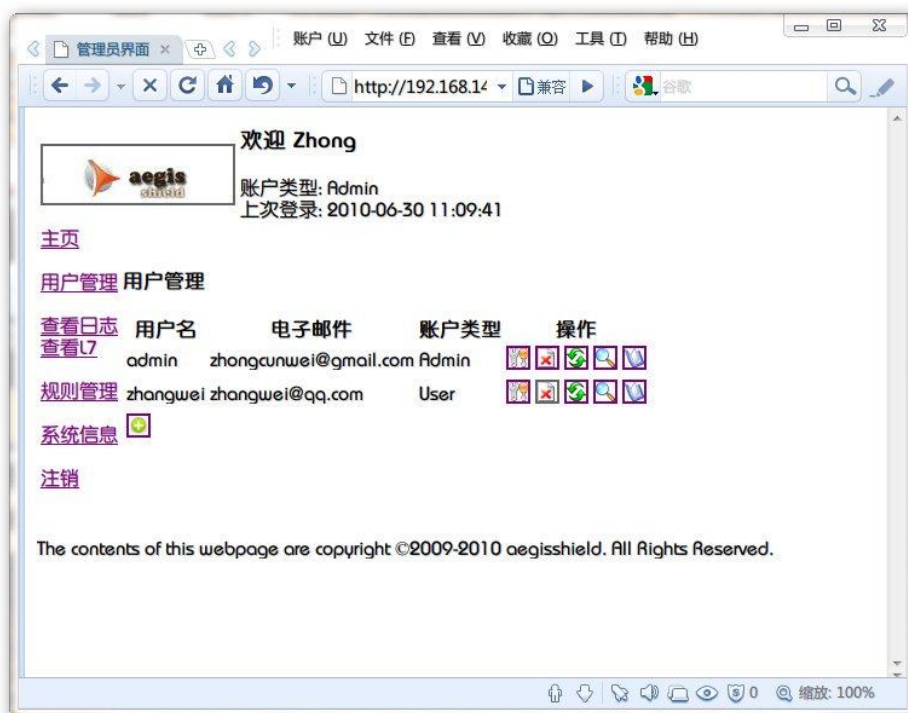 账户 (U) 文件 (F) 查看 (V) 收藏 (O) 工具 (T) 帮助 (H)
管理员界面
http://192.168.14
兼容
谷歌
aegis
shield
欢迎 Zhong
账户类型: Admin
上次登录: 2010-06-30 11:09:41
主页
用户管理
查看日志
查看L7
规则管理
系统信息
注销
用户管理
用户名 电子邮件 账户类型 操作
admin zhongcunwei@gmail.com Admin
zhangwei zhangwei@qq.com User
The contents of this webpage are copyright ©2009-2010 aegisshield. All Rights Reserved.
0 缩放: 100%